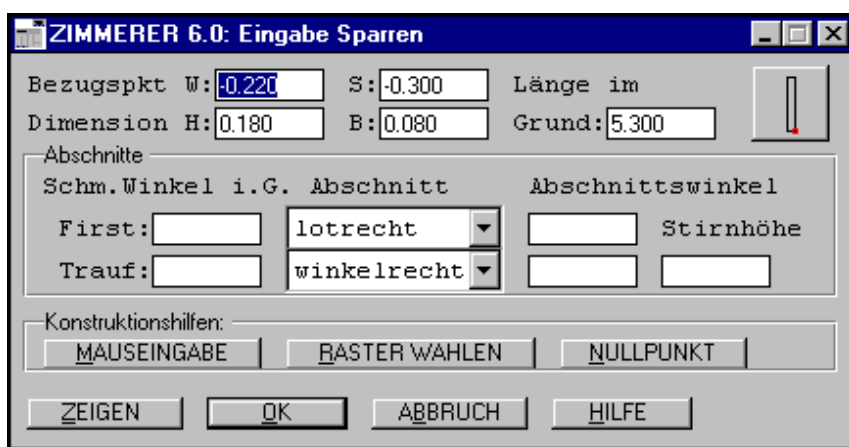 ZIMMERER 6.0: Eingabe Sparren
Bezugspkt W: -0.220 S: -0.300 Länge im
Dimension H: 0.180 B: 0.080 Grund: 5.300
Abschnitte
Schm.Winkel i.G. Abschnitt Abschnittswinkel
First: lotrecht Stirnhöhe
Trauf: winkelrecht
Konstruktionshilfen:
MAUSEINGABE RASTER WÄHLEN NULLPUNKT
ZEIGEN OK ABBRUCH HILFE